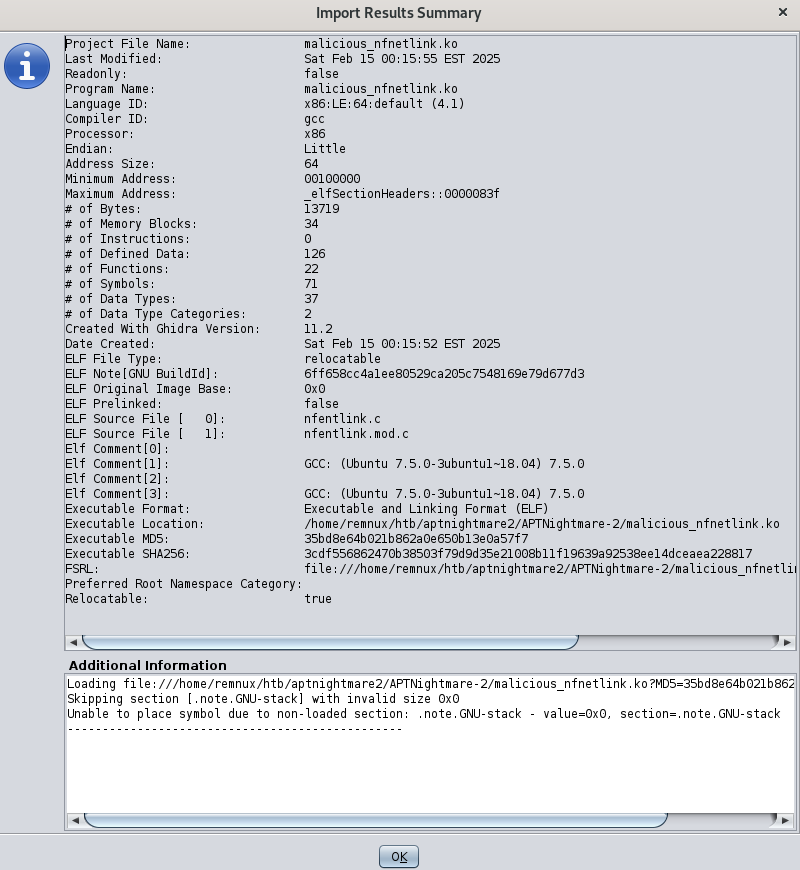 Import Results Summary
Project File Name: malicious_nfnetlink.ko
Last Modified: Sat Feb 15 00:15:55 EST 2025
Readonly: false
Program Name: malicious_nfnetlink.ko
Language ID: x86:LE:64:default (4.1)
Compiler ID: gcc
Processor: x86
Endian: Little
Address Size: 64
Minimum Address: 00100000
Maximum Address: _elfSectionHeaders::0000083f
# of Bytes: 13719
# of Memory Blocks: 34
# of Instructions: 0
# of Defined Data: 126
# of Functions: 22
# of Symbols: 71
# of Data Types: 37
# of Data Type Categories: 2
Created With Ghidra Version: 11.2
Date Created: Sat Feb 15 00:15:52 EST 2025
ELF File Type: relocatable
ELF Note[GNU BuildId]: 6ff658cc4a1ee80529ca205c7548169e79d677d3
ELF Original Image Base: 0x0
ELF Prelinked: false
ELF Source File [ 0]: nfentlink.c
ELF Source File [ 1]: nfentlink.mod.c
Elf Comment[0]:
Elf Comment[1]: GCC: (Ubuntu 7.5.0-3ubuntu1~18.04) 7.5.0
Elf Comment[2]:
Elf Comment[3]: GCC: (Ubuntu 7.5.0-3ubuntu1~18.04) 7.5.0
Executable Format: Executable and Linking Format (ELF)
Executable Location: /home/remnux/htb/aptnightmare2/APTNightmare-2/malicious_nfnetlink.ko
Executable MD5: 35bd8e64b021b862a0e650b13e0a57f7
Executable SHA256: 3cdf556862470b38503f79d9d35e21008b11f19639a92538ee14dceaea228817
FSRL: file:///home/remnux/htb/aptnightmare2/APTNightmare-2/malicious_nfnetlin
Preferred Root Namespace Category:
Relocatable: true
Additional Information
Loading file:///home/remnux/htb/aptnightmare2/APTNightmare-2/malicious_nfnetlink.ko?MD5=35bd8e64b021b862
Skipping section [.note.GNU-stack] with invalid size 0x0
Unable to place symbol due to non-loaded section: .note.GNU-stack - value=0x0, section=.note.GNU-stack
------------------------------------------------
OK